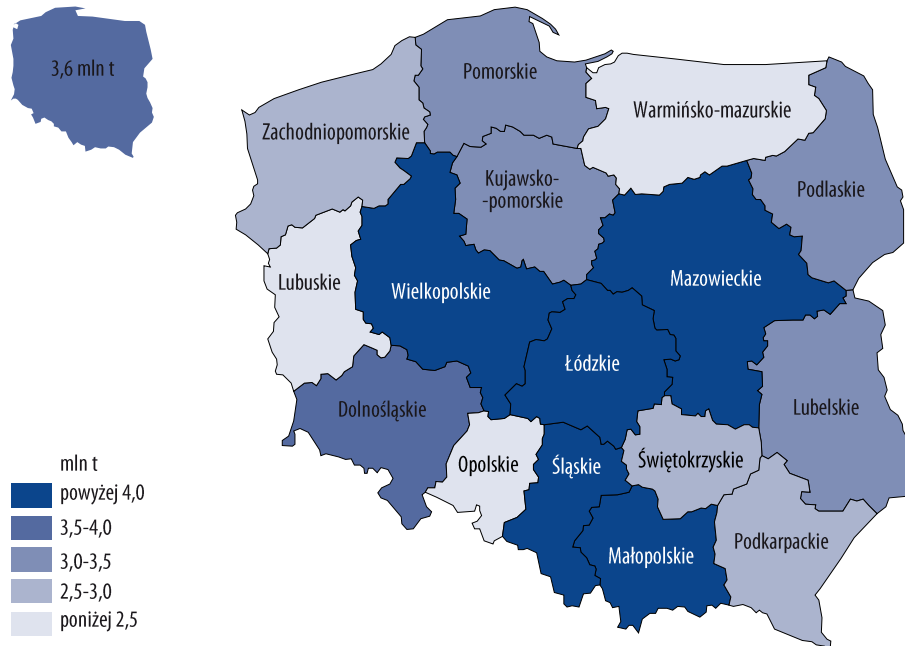 3,6 mln t
Pomorskie
Warmińsko-mazurskie
Zachodniopomorskie
Kujawsko-
-pomorskie
Podlaskie
Lubuskie
Wielkopolskie
Mazowieckie
Łódzkie
Dolnośląskie
Lubelskie
Opolskie
Śląskie
Świętokrzyskie
Małopolskie
Podkarpackie
mln t
powyżej 4,0
3,5-4,0
3,0-3,5
2,5-3,0
poniżej 2,5